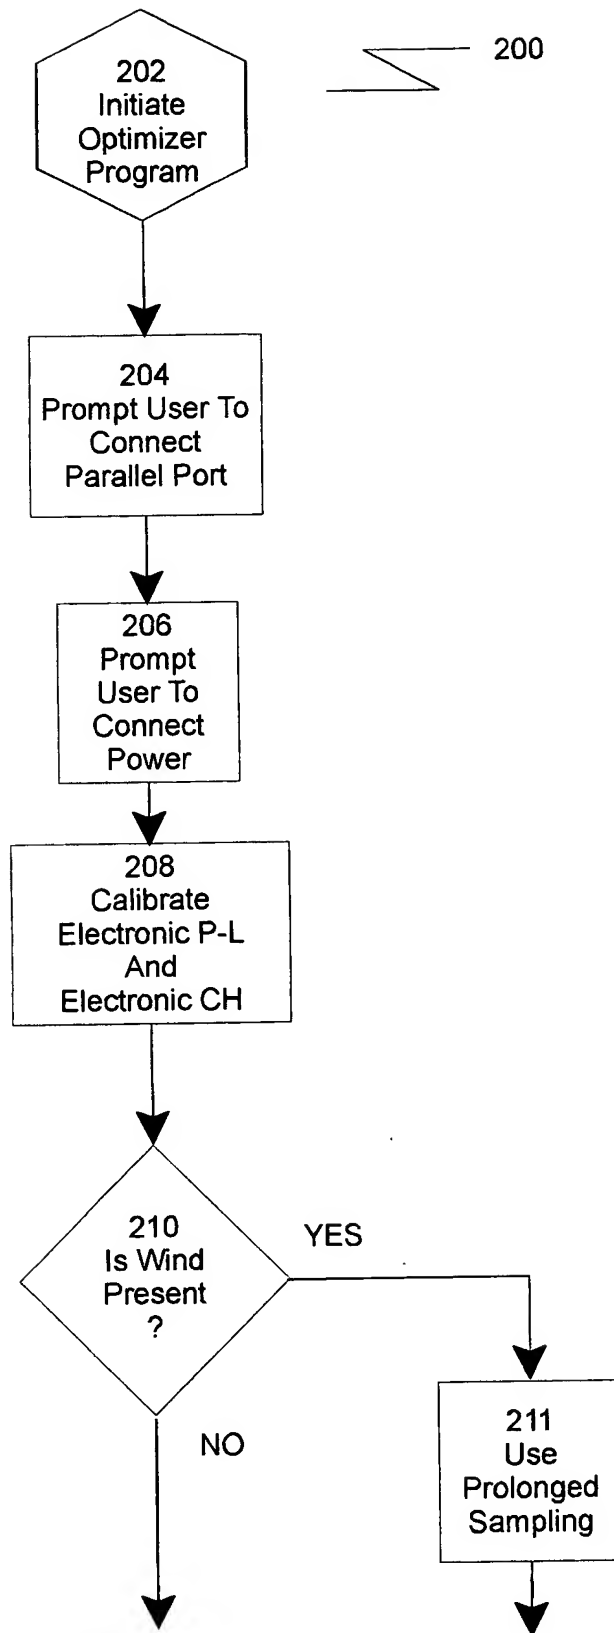 200
202
Initiate
Optimizer
Program
204
Prompt User To
Connect
Parallel Port
206
Prompt
User To
Connect
Power
208
Calibrate
Electronic P-L
And
Electronic CH
210
Is Wind
Present
?
YES
NO
211
Use
Prolonged
Sampling